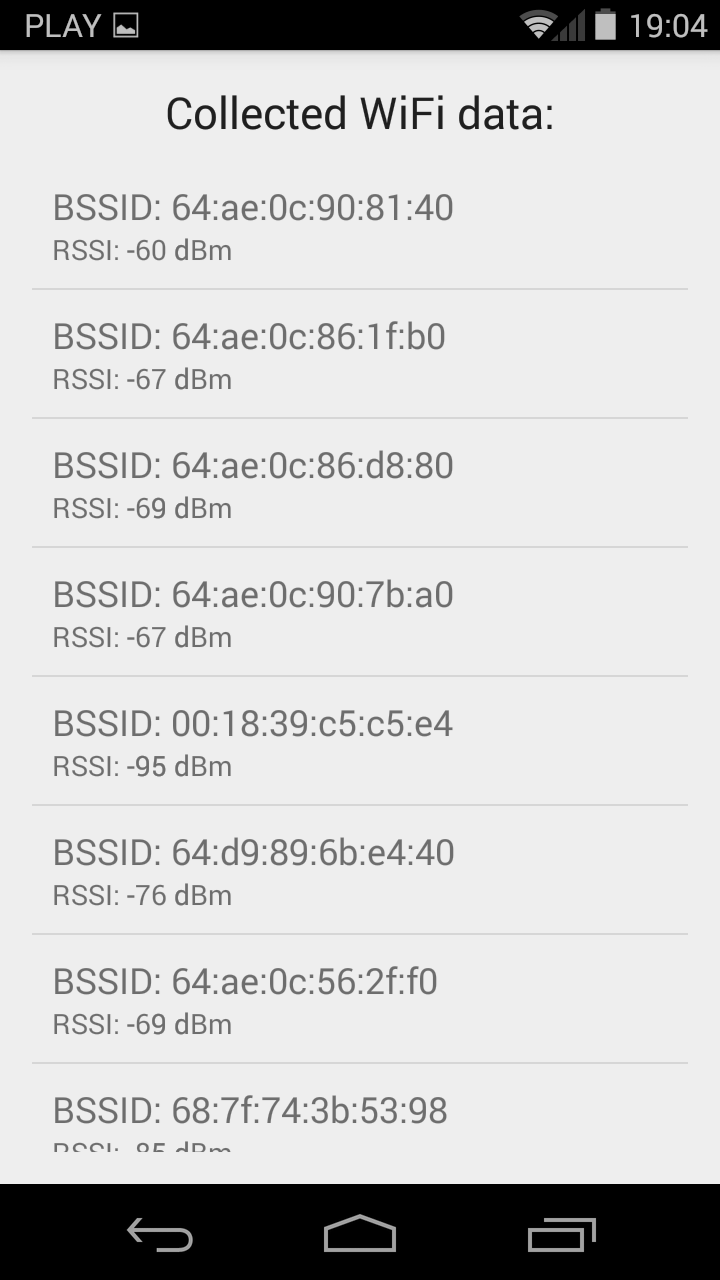 PLAY 19:04
Collected WiFi data:
BSSID: 64:ae:0c:90:81:40
RSSI: -60 dBm
BSSID: 64:ae:0c:86:1f:b0
RSSI: -67 dBm
BSSID: 64:ae:0c:86:d8:80
RSSI: -69 dBm
BSSID: 64:ae:0c:90:7b:a0
RSSI: -67 dBm
BSSID: 00:18:39:c5:c5:e4
RSSI: -95 dBm
BSSID: 64:d9:89:6b:e4:40
RSSI: -76 dBm
BSSID: 64:ae:0c:56:2f:f0
RSSI: -69 dBm
BSSID: 68:7f:74:3b:53:98
RSSI: -85 dBm